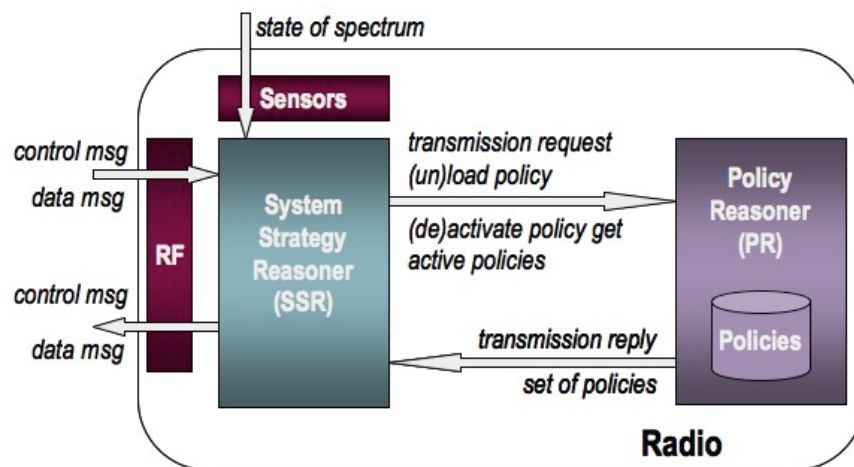 state of spectrum
Sensors
control msg
data msg
RF
control msg
data msg
System
Strategy
Reasoner
(SSR)
transmission request
(un)load policy
(de)activate policy get
active policies
transmission reply
set of policies
Policy
Reasoner
(PR)
Policies
Radio